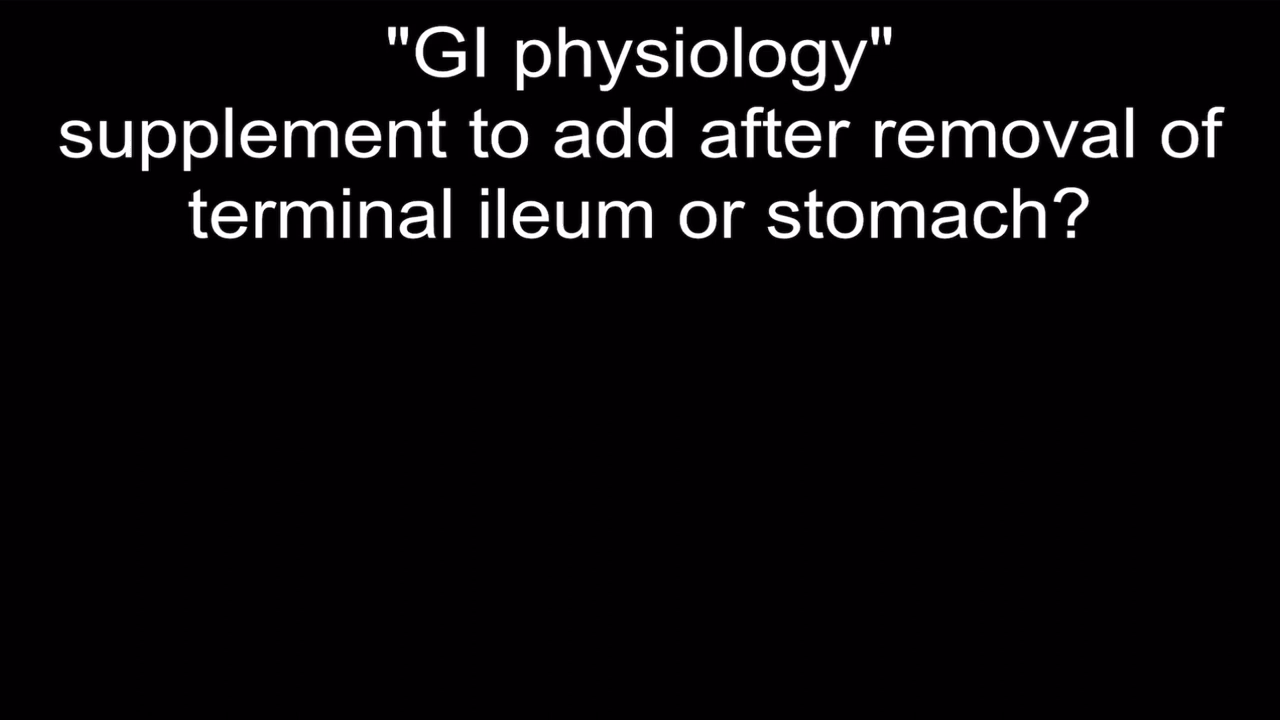 "GI physiology"
supplement to add after removal of
terminal ileum or stomach?